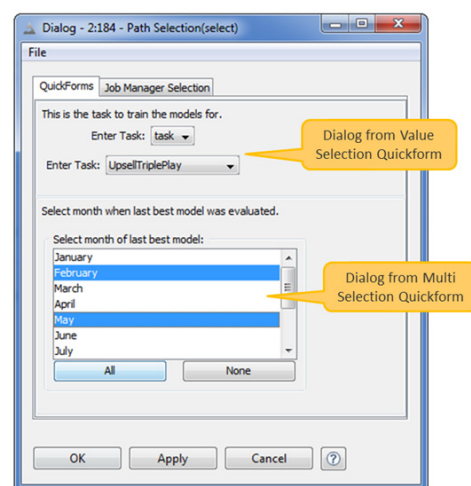 Dialog - 2:184 - Path Selection(select)
File
QuickForms Job Manager Selection
This is the task to train the models for.
Enter Task: task
Enter Task: UpsellTriplePlay
Dialog from Value
Selection Quickform
Select month when last best model was evaluated.
Select month of last best model:
January
February
March
April
May
June
July
Dialog from Multi
Selection Quickform
All None
OK Apply Cancel ?